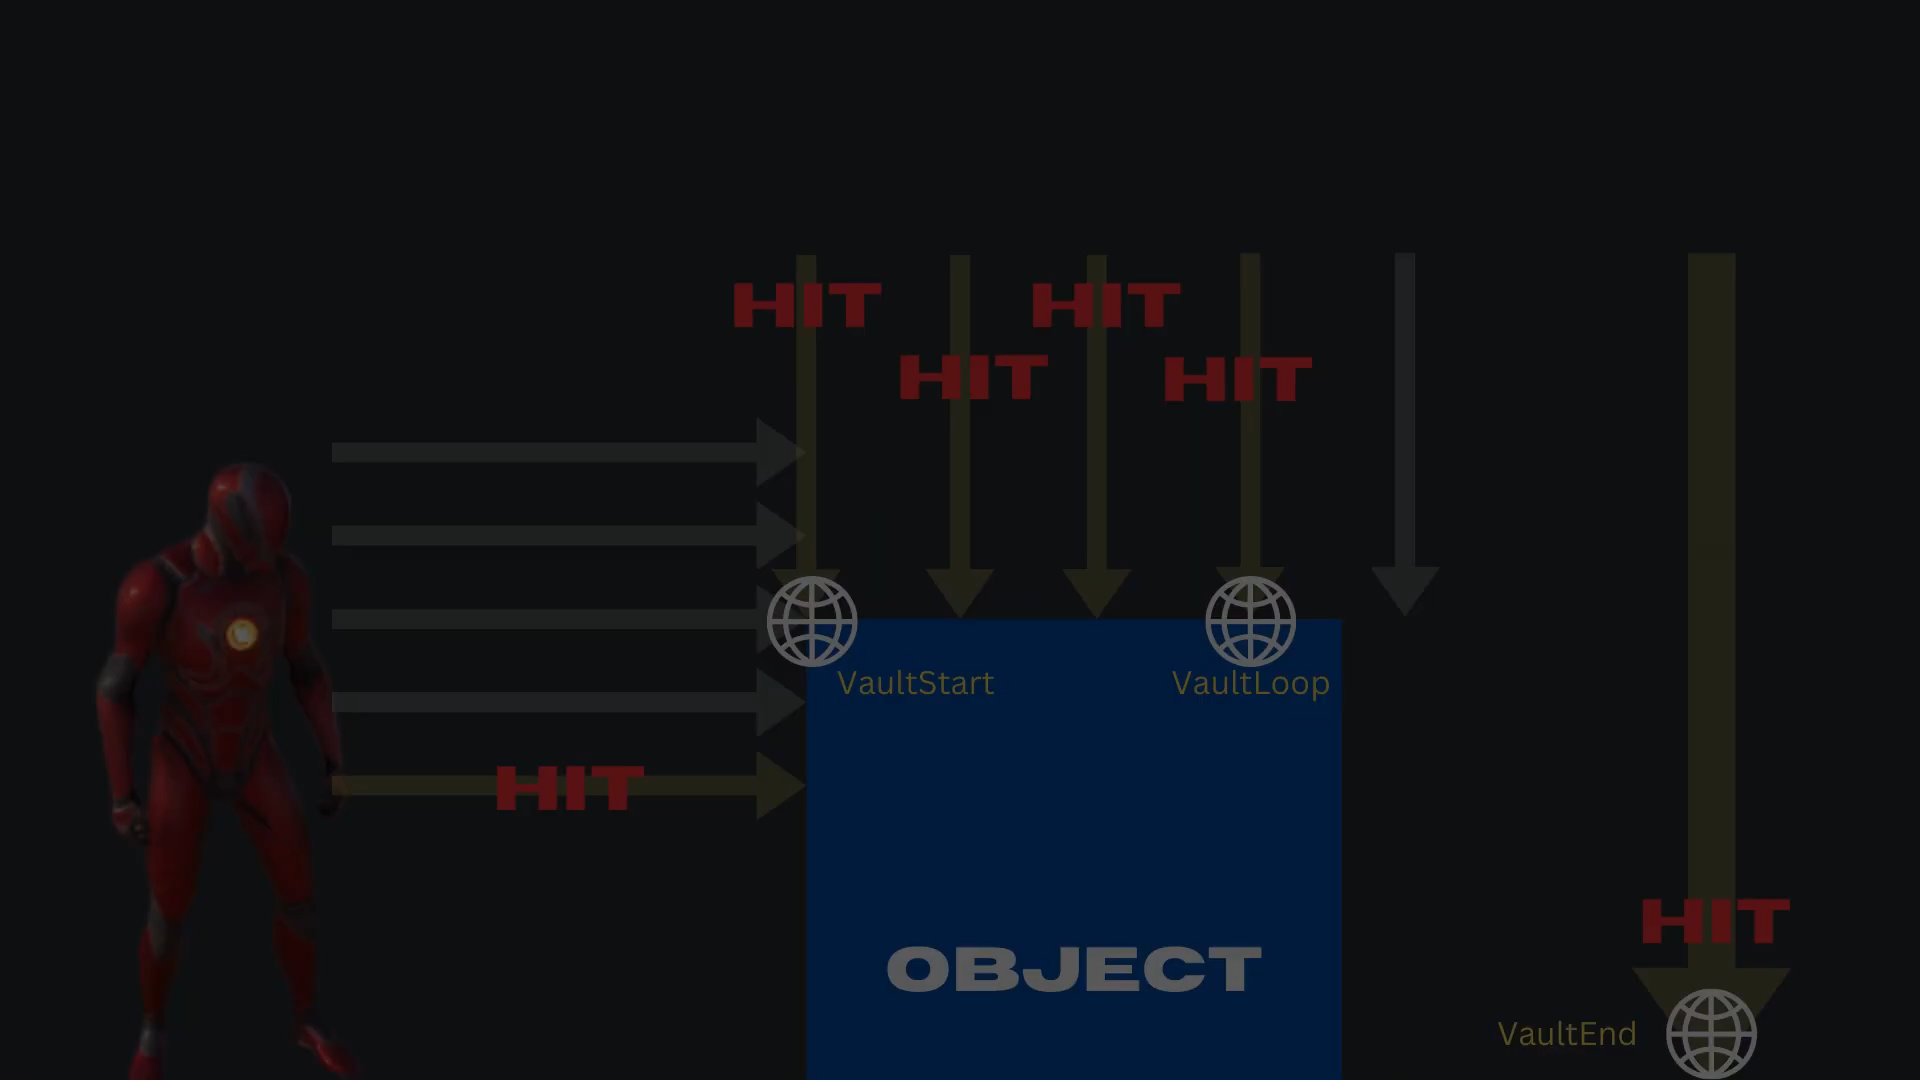 HIT
HIT
HIT
HIT
VaultStart
VaultLoop
HIT
HIT
OBJECT
VaultEnd